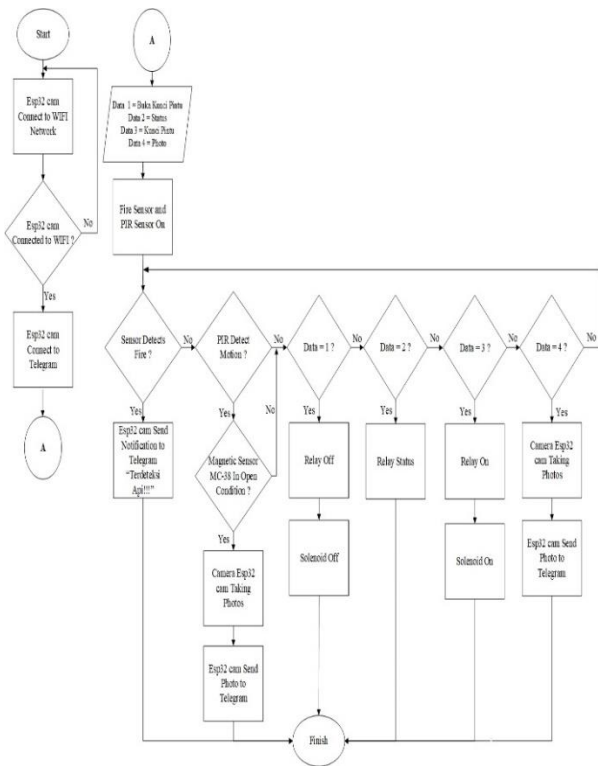 Start
Esp32 cam
Connect to WIFI
Network
Esp32 cam
Connected to WIFI ?
No
Yes
Esp32 cam
Connect to
Telegram
A
A
Data 1 = Buka Kunci Pintu
Data 2 = Status
Data 3 = Kunci Pintu
Data 4 = Photo
Fire Sensor and
PIR Sensor On
Sensor Detects
Fire ?
No
Yes
Esp32 cam Send
Notification to
Telegram
“Terdeteksi
Api!!!”
PIR Detect
Motion ?
No
Yes
Magnetic Sensor
MC-38 In Open
Condition ?
No
Yes
Camera Esp32
cam Taking
Photos
Esp32 cam Send
Photo to
Telegram
Data = 1 ?
No
Yes
Relay Off
Solenoid Off
Data = 2 ?
No
Yes
Relay Status
Data = 3 ?
No
Yes
Relay On
Solenoid On
Data = 4 ?
No
Yes
Camera Esp32
cam Taking
Photos
Esp32 cam Send
Photo to
Telegram
Finish